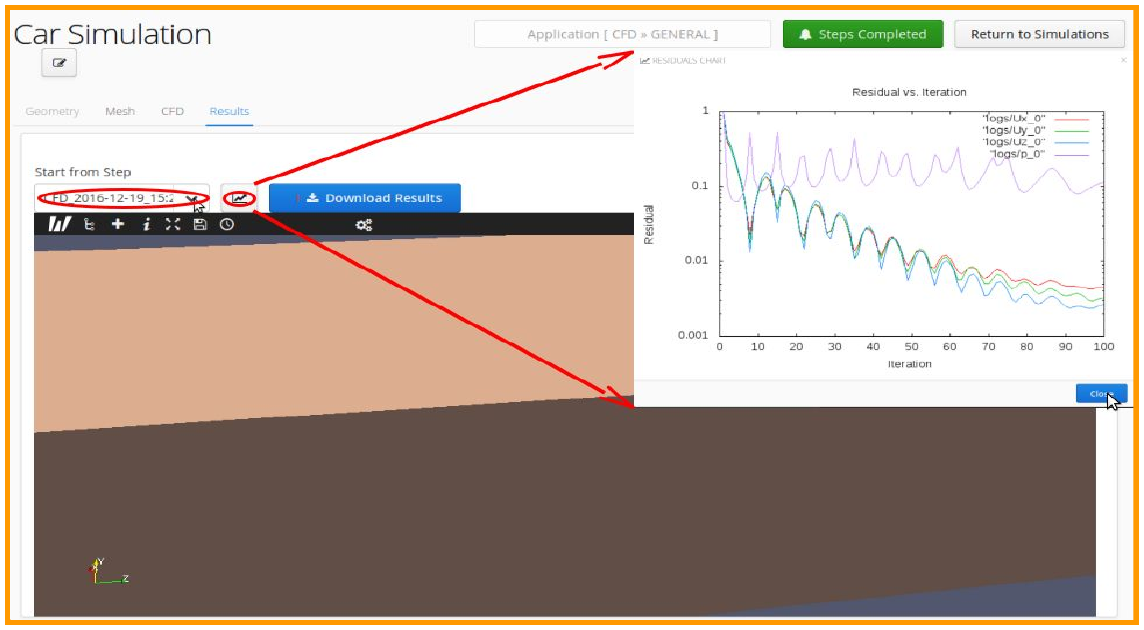 Car Simulation
Application [ CFD » GENERAL ]
Steps Completed
Return to Simulations
RESIDUALS CHART
Geometry
Mesh
CFD
Results
Start from Step
CFD_2016-12-19_15:2
Download Results
Residual vs. Iteration
"logs/Ux_0"
"logs/Uy_0"
"logs/Uz_0"
"logs/p_0"
1
0.1
0.01
0.001
Residual
0 10 20 30 40 50 60 70 80 90 100
Iteration
Close
Y
Z